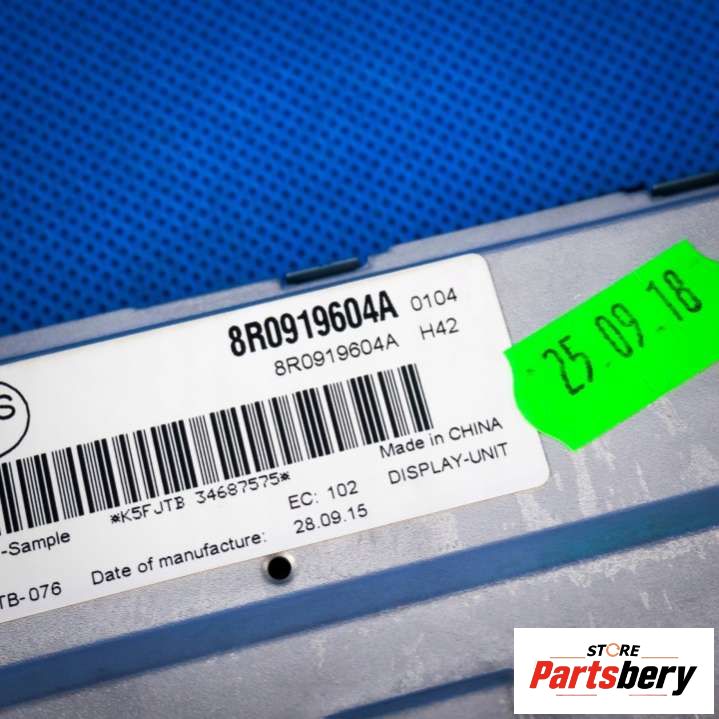 8R0919604A 0104
8R0919604A H42
S
*K5FJTB 34687575*
Made in CHINA
-Sample
EC: 102
DISPLAY-UNIT
TB-076
Date of manufacture: 28.09.15
25.09.18
STORE
Partsbery